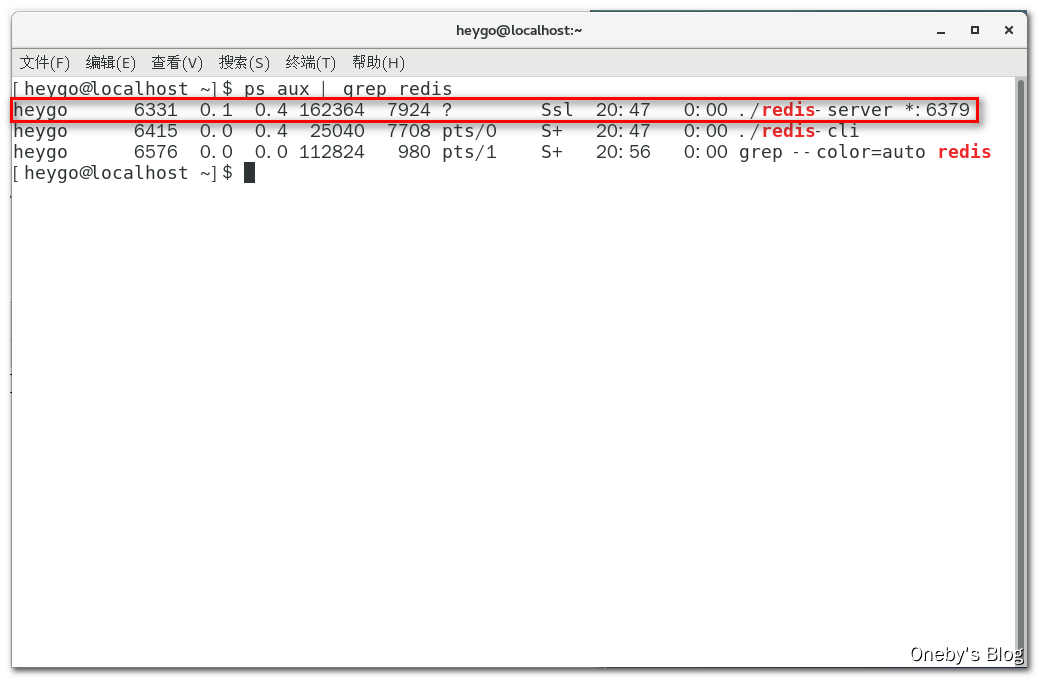 heygo@localhost:~
文件(F) 编辑(E) 查看(V) 搜索(S) 终端(T) 帮助(H)
[heygo@localhost ~]$ ps aux | grep redis
heygo 6331 0.1 0.4 162364 7924 ? Ssl 20:47 0:00 ./redis-server *:6379
heygo 6415 0.0 0.4 25040 7708 pts/0 S+ 20:47 0:00 ./redis-cli
heygo 6576 0.0 0.0 112824 980 pts/1 S+ 20:56 0:00 grep --color=auto redis
[heygo@localhost ~]$
Oneby's Blog